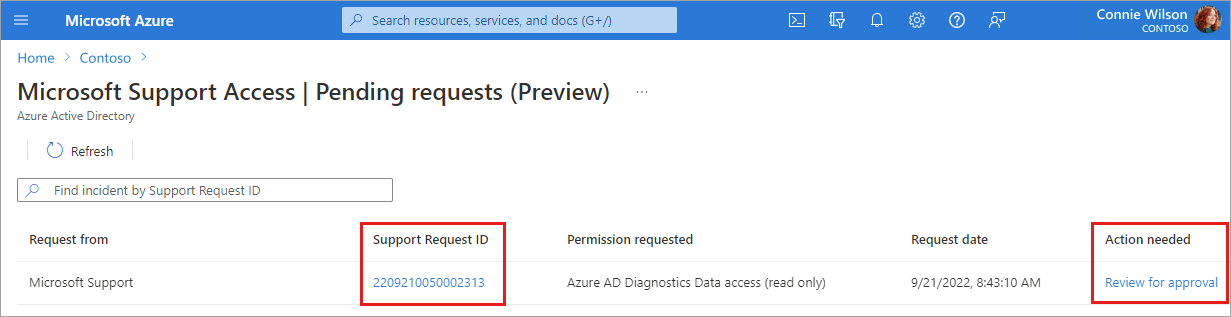 Microsoft Azure
Search resources, services, and docs (G+/)
Connie Wilson
CONTOSO
Home > Contoso >
Microsoft Support Access | Pending requests (Preview) ...
Azure Active Directory
Refresh
Find incident by Support Request ID
Request from Support Request ID Permission requested Request date Action needed
Microsoft Support 2209210050002313 Azure AD Diagnostics Data access (read only) 9/21/2022, 8:43:10 AM Review for approval